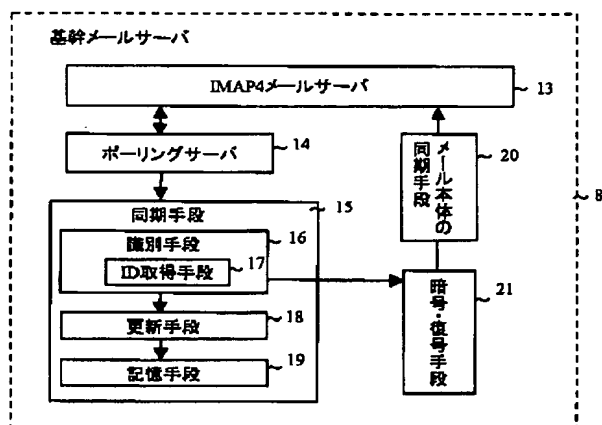 基幹メールサーバ
IMAP4メールサーバ
13
ポーリングサーバ
14
メール本体の
同期手段
20
8
同期手段
15
識別手段
16
ID取得手段
17
更新手段
18
記憶手段
19
暗号・復号手段
21